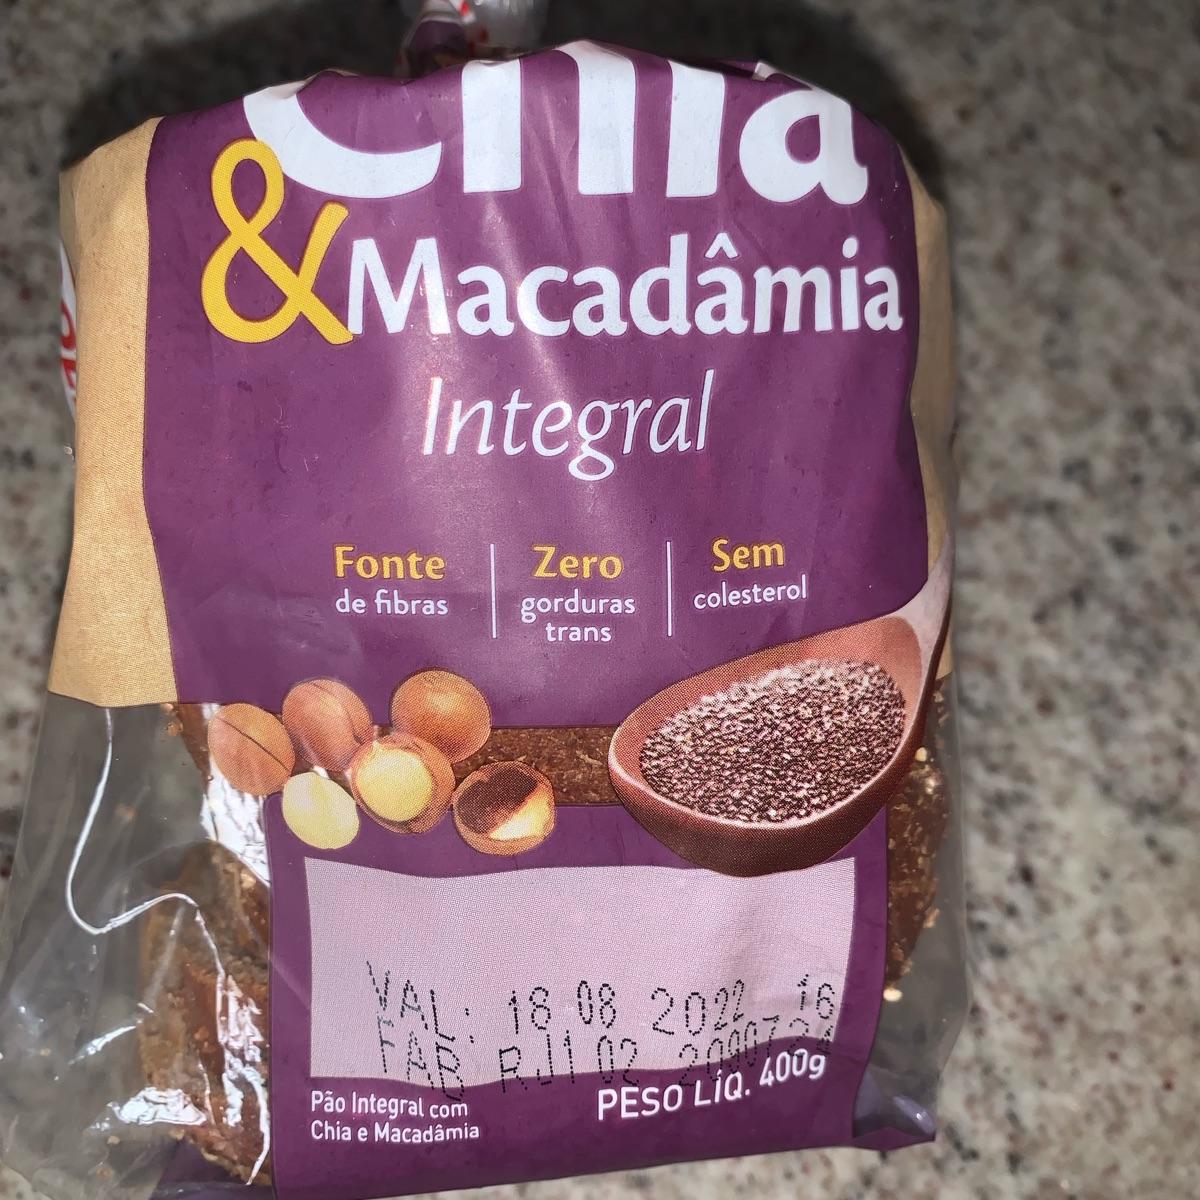 Chia
& Macadâmia
Integral
Fonte
de fibras
Zero
gorduras
trans
Sem
colesterol
VAL: 18 08 2022 16
FAB RJ1 02
PESO LÍQ. 400g
Pão Integral com
Chia e Macadâmia